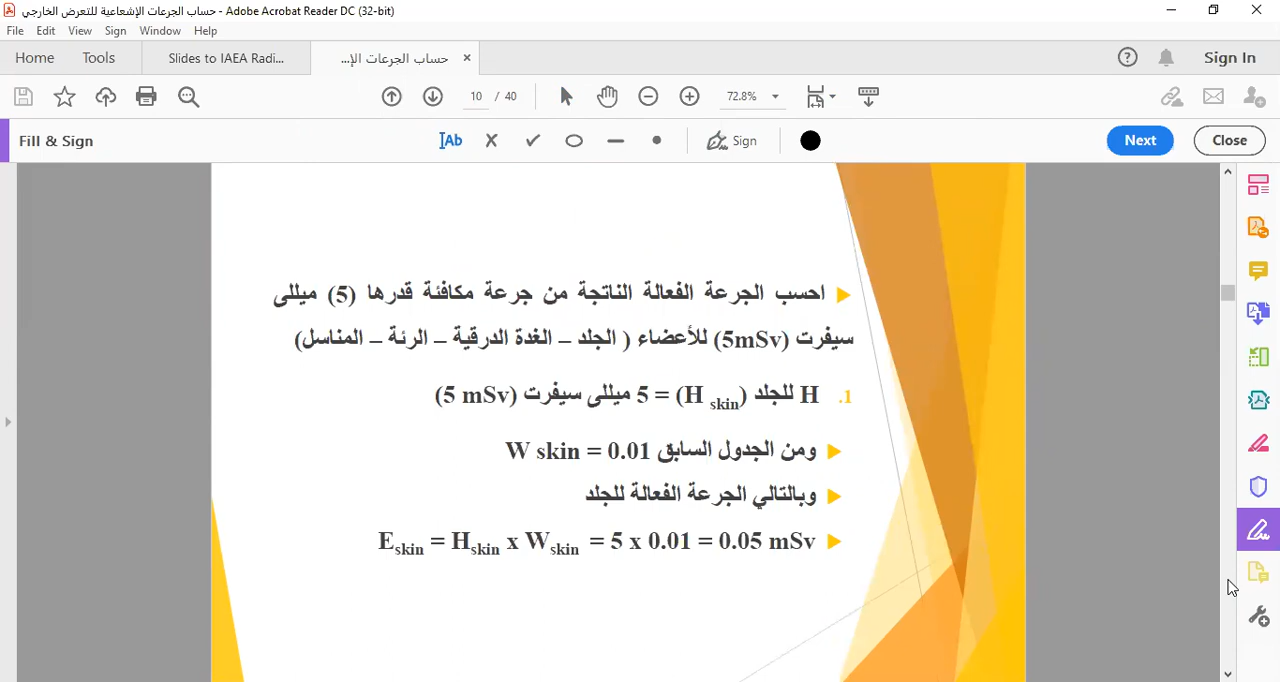 حساب الجرعات الإشعاعية للتعرض الخارجي - Adobe Acrobat Reader DC (32-bit)
File Edit View Sign Window Help
Home Tools Slides to IAEA Radi... حساب الجرعات الإ... × ? Sign In
10 / 40 72.8%
Fill & Sign Ab Sign Next Close
احسب الجرعة الفعالة الناتجة من جرعة مكافئة قدرها (5) ميللى
سيفرت (5mSv) للأعضاء ( الجلد – الغدة الدرقية – الرئة – المناسل)
1. H للجلد (H skin) = 5 ميللى سيفرت (5 mSv)
ومن الجدول السابق W skin = 0.01
وبالتالي الجرعة الفعالة للجلد
Eskin = Hskin x Wskin = 5 x 0.01 = 0.05 mSv